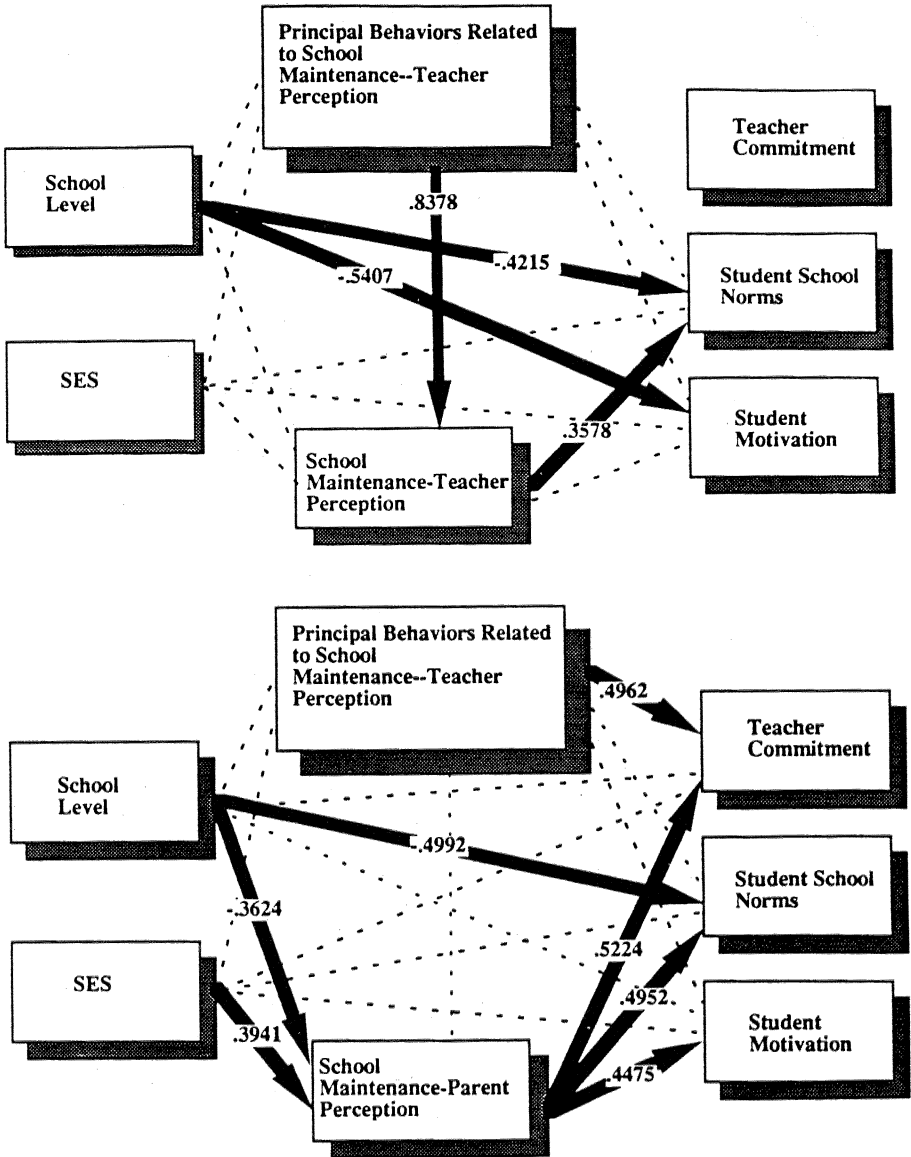 Principal Behaviors Related
to School
Maintenance--Teacher
Perception
Teacher
Commitment
School
Level
.8378
-.4215
-.5407
Student School
Norms
SES
.3578
Student
Motivation
School
Maintenance-Teacher
Perception
Principal Behaviors Related
to School
Maintenance--Teacher
Perception
.4962
Teacher
Commitment
School
Level
-.4992
Student School
Norms
-.3624
.5224
SES
.4952
.3941
Student
Motivation
School
Maintenance-Parent
Perception
.4475